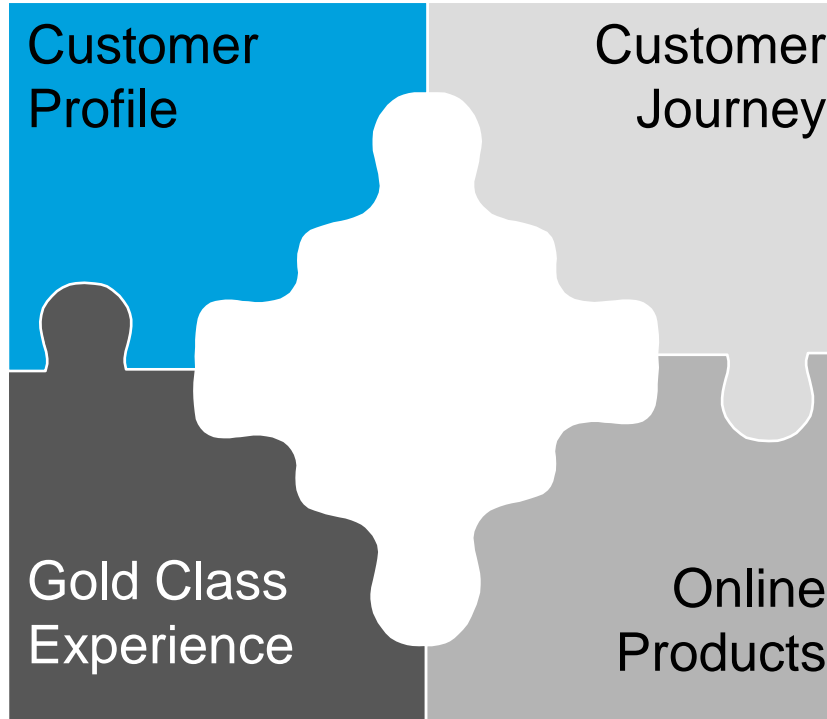 Customer
Profile
Customer
Journey
Gold Class
Experience
Online
Products